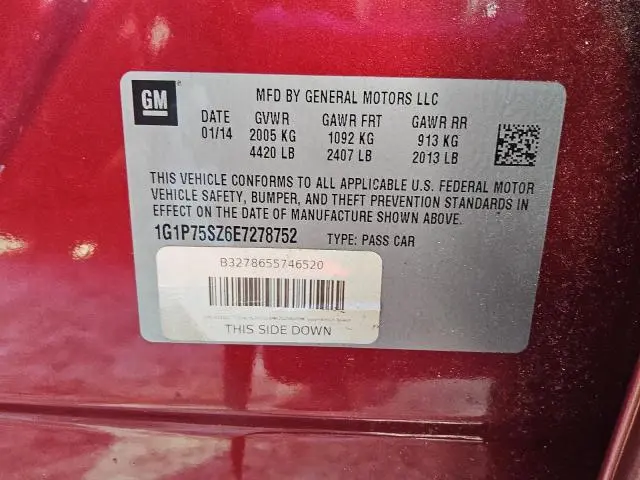 GM
MFD BY GENERAL MOTORS LLC
DATE GVWR GAWR FRT GAWR RR
01/14 2005 KG 1092 KG 913 KG
4420 LB 2407 LB 2013 LB
THIS VEHICLE CONFORMS TO ALL APPLICABLE U.S. FEDERAL MOTOR
VEHICLE SAFETY, BUMPER, AND THEFT PREVENTION STANDARDS IN
EFFECT ON THE DATE OF MANUFACTURE SHOWN ABOVE.
1G1P75SZ6E7278752 TYPE: PASS CAR
B3278655746520
THIS SIDE DOWN